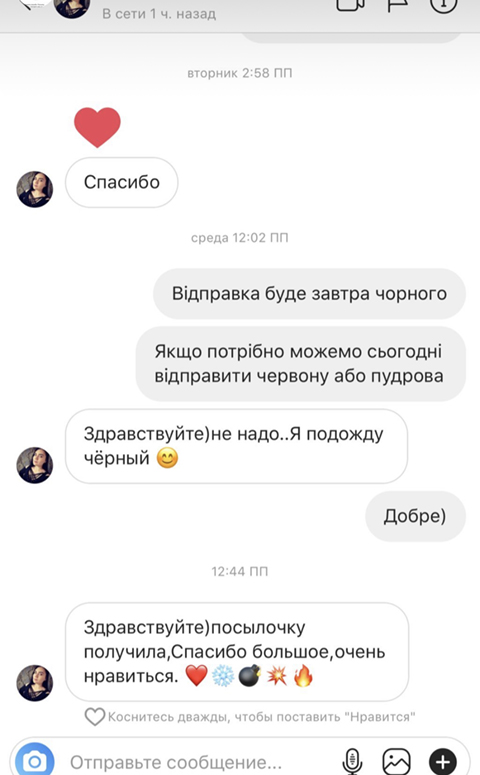 В сети 1 ч. назад
вторник 2:58 ПП
Спасибо
среда 12:02 ПП
Відправка буде завтра чорного
Якщо потрібно можемо сьогодні
відправити червону або пудрова
Здравствуйте)не надо..Я подожду
чёрный 😊
Добре)
12:44 ПП
Здравствуйте)посылочку
получила,Спасибо большое,очень
нравиться. ❤️❄️💣💥🔥
Коснитесь дважды, чтобы поставить "Нравится"
Отправьте сообщение...